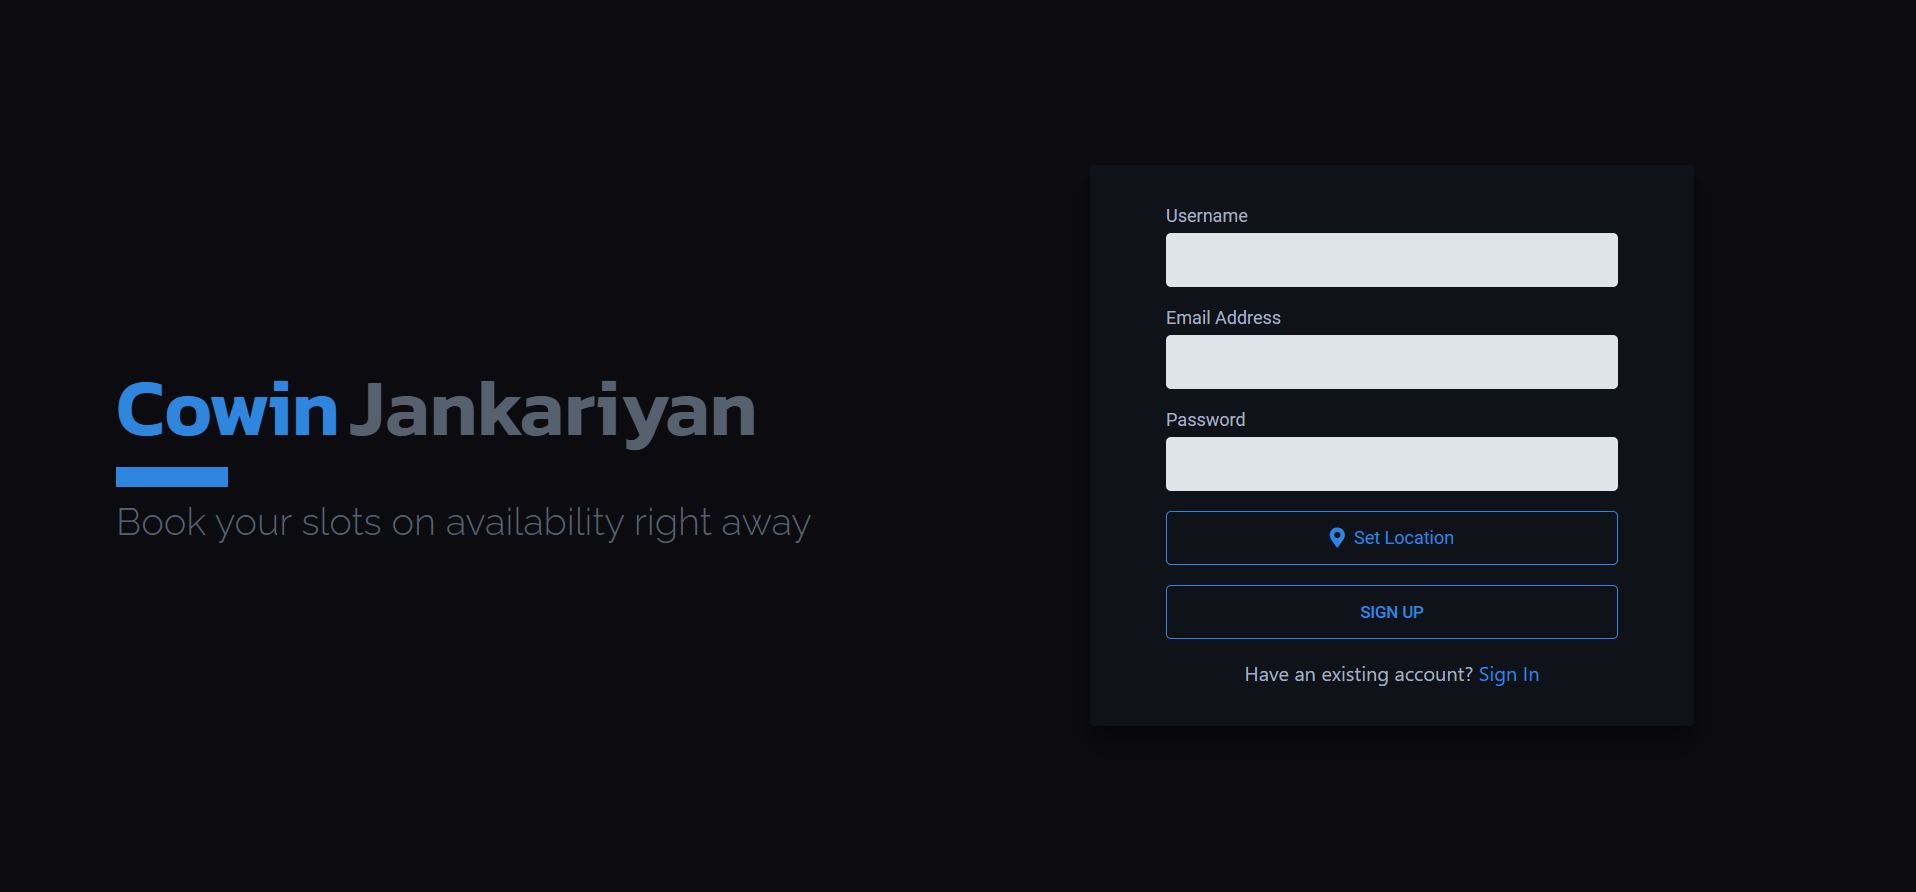 Cowin Jankariyan
Book your slots on availability right away
Username
Email Address
Password
Set Location
SIGN UP
Have an existing account? Sign In